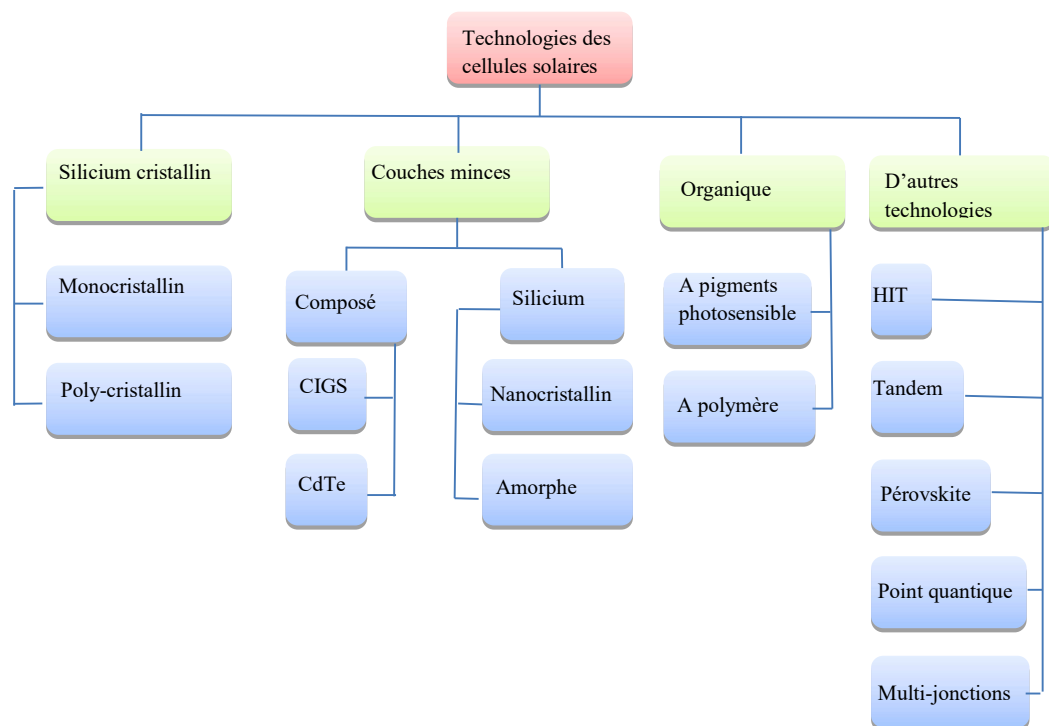 Technologies des
cellules solaires
Silicium cristallin
Couches minces
Organique
D’autres
technologies
Monocristallin
Poly-cristallin
Composé
CIGS
CdTe
Silicium
Nanocristallin
Amorphe
A pigments
photosensible
A polymère
HIT
Tandem
Pérovskite
Point quantique
Multi-jonctions